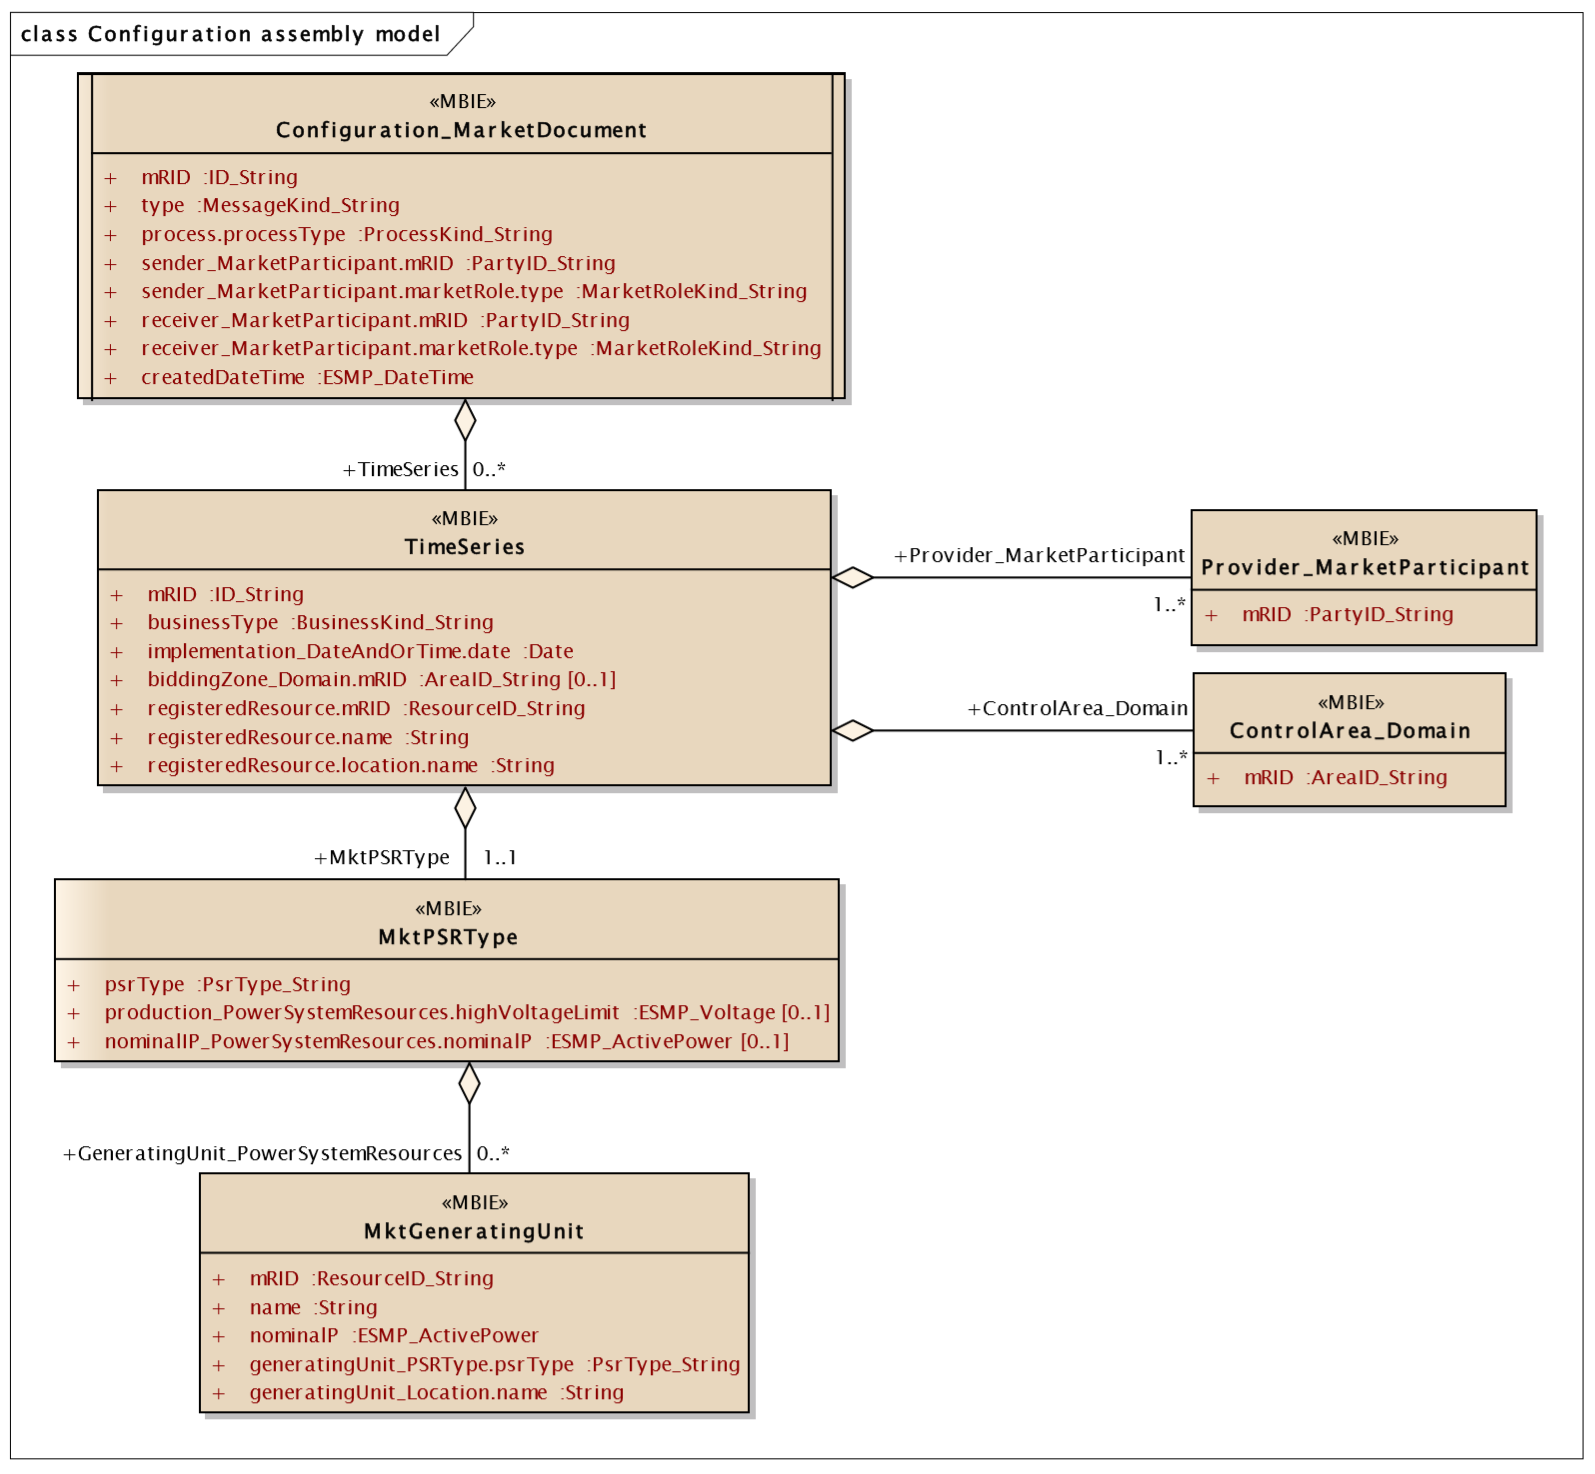 class Configuration assembly model
«MBIE»
Configuration_MarketDocument
+ mRID :ID_String
+ type :MessageKind_String
+ process.processType :ProcessKind_String
+ sender_MarketParticipant.mRID :PartyID_String
+ sender_MarketParticipant.marketRole.type :MarketRoleKind_String
+ receiver_MarketParticipant.mRID :PartyID_String
+ receiver_MarketParticipant.marketRole.type :MarketRoleKind_String
+ createdDateTime :ESMP_DateTime
+TimeSeries 0..*
«MBIE»
TimeSeries
+ mRID :ID_String
+ businessType :BusinessKind_String
+ implementation_DateAndOrTime.date :Date
+ biddingZone_Domain.mRID :AreaID_String [0..1]
+ registeredResource.mRID :ResourceID_String
+ registeredResource.name :String
+ registeredResource.location.name :String
+Provider_MarketParticipant
1..*
«MBIE»
Provider_MarketParticipant
+ mRID :PartyID_String
+ControlArea_Domain
1..*
«MBIE»
ControlArea_Domain
+ mRID :AreaID_String
+MktPSRType 1..1
«MBIE»
MktPSRType
+ psrType :PsrType_String
+ production_PowerSystemResources.highVoltageLimit :ESMP_Voltage [0..1]
+ nominalIP_PowerSystemResources.nominalP :ESMP_ActivePower [0..1]
+GeneratingUnit_PowerSystemResources 0..*
«MBIE»
MktGeneratingUnit
+ mRID :ResourceID_String
+ name :String
+ nominalP :ESMP_ActivePower
+ generatingUnit_PSRType.psrType :PsrType_String
+ generatingUnit_Location.name :String